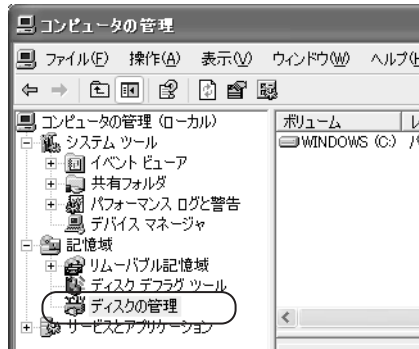 コンピュータの管理
ファイル(F) 操作(A) 表示(V) ウィンドウ(W) ヘルプ(H
コンピュータの管理 (ローカル)
システム ツール
イベント ビューア
共有フォルダ
パフォーマンス ログと警告
デバイス マネージャ
記憶域
リムーバブル記憶域
ディスク デフラグ ツール
ディスクの管理
サービスとアプリケーション
ボリューム レ
WINDOWS (C:) パ